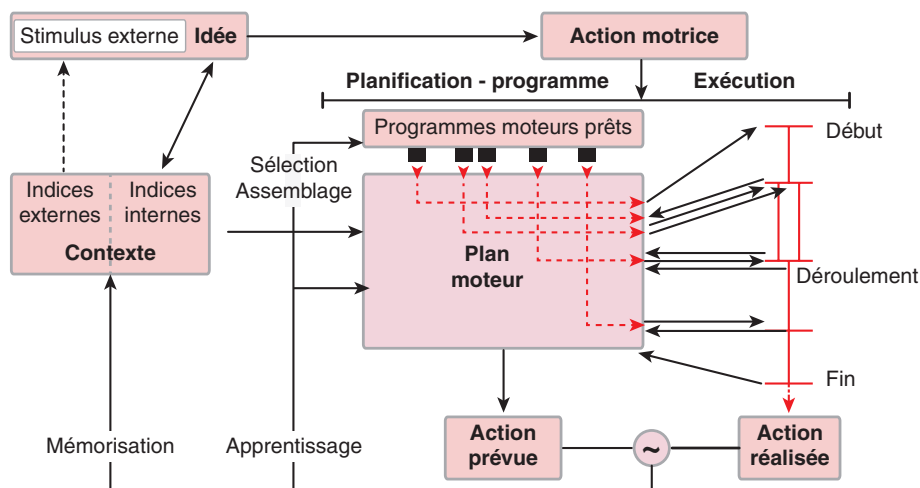 Stimulus externe Idée
Action motrice
Planification - programme
Exécution
Programmes moteurs prêts
Début
Sélection
Assemblage
Indices
externes
Indices
internes
Contexte
Plan
moteur
Déroulement
Fin
Mémorisation
Apprentissage
Action
prévue
~
Action
réalisée